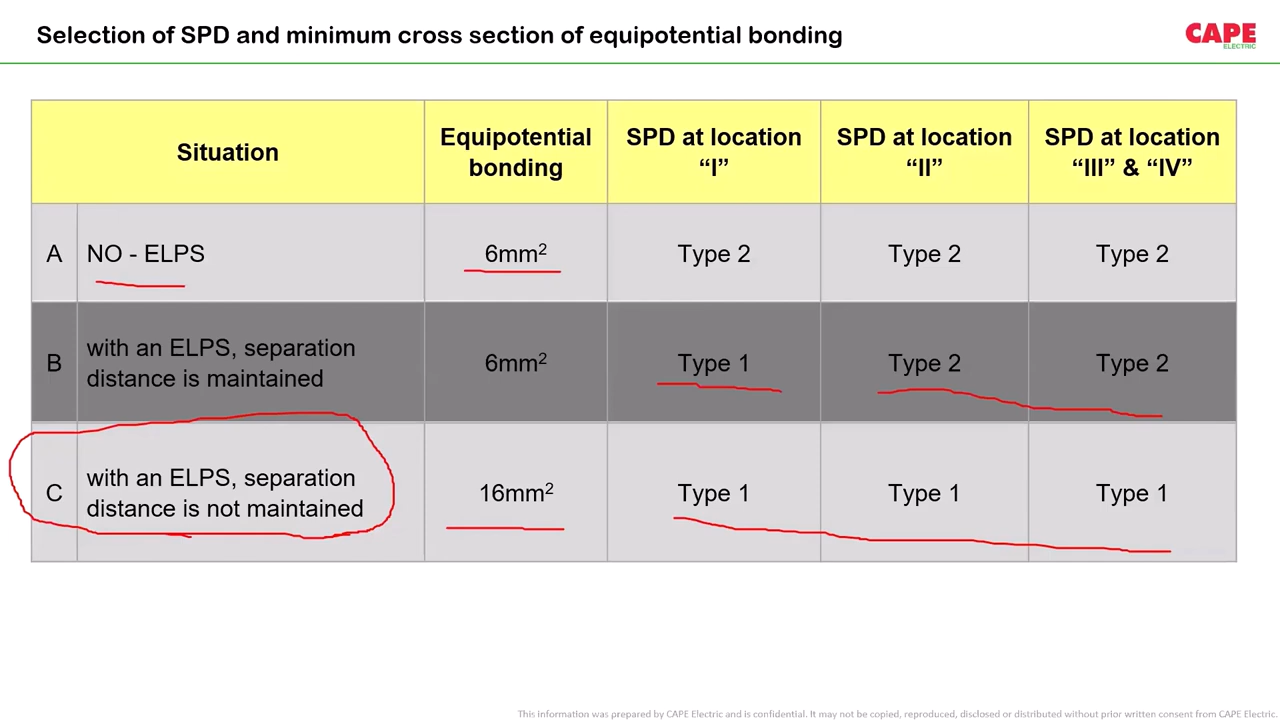 Selection of SPD and minimum cross section of equipotential bonding
CAPE
ELECTRIC
Situation
Equipotential
bonding
SPD at location
“I”
SPD at location
“II”
SPD at location
“III” & “IV”
A
NO - ELPS
6mm²
Type 2
Type 2
Type 2
B
with an ELPS, separation
distance is maintained
6mm²
Type 1
Type 2
Type 2
C
with an ELPS, separation
distance is not maintained
16mm²
Type 1
Type 1
Type 1
This information was prepared by CAPE Electric and is confidential. It may not be copied, reproduced, disclosed or distributed without prior written consent from CAPE Electric.